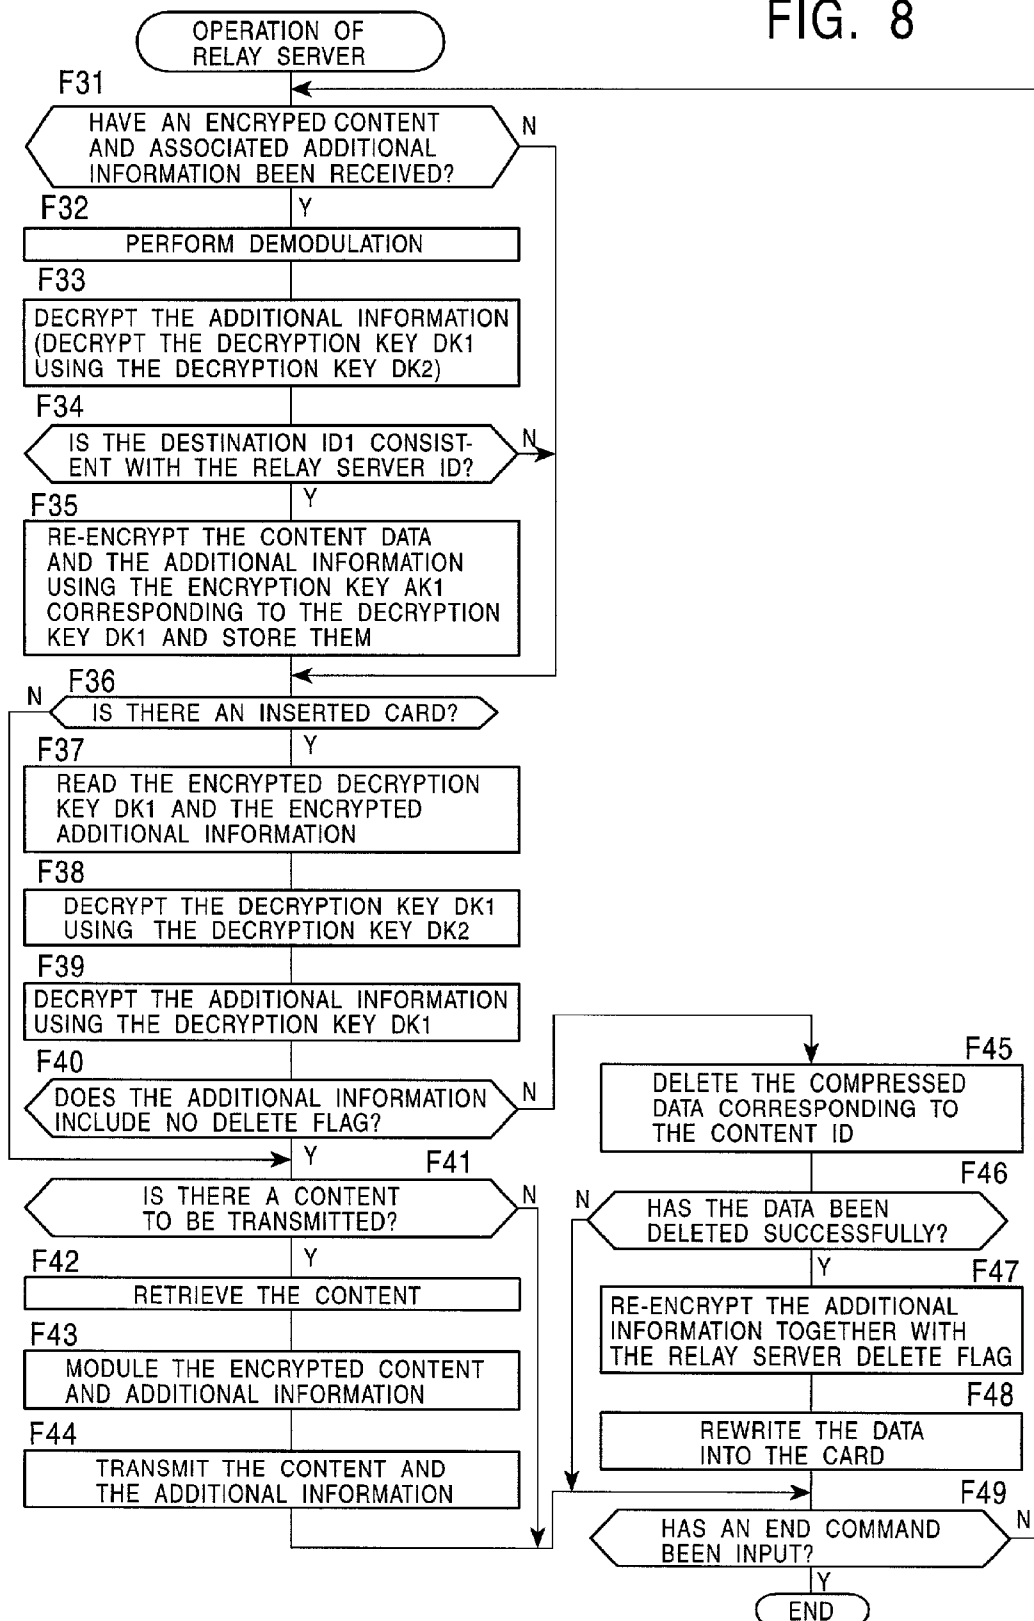 FIG. 8
OPERATION OF
RELAY SERVER
F31
HAVE AN ENCRYPED CONTENT
AND ASSOCIATED ADDITIONAL
INFORMATION BEEN RECEIVED?
N
Y
F32
PERFORM DEMODULATION
F33
DECRYPT THE ADDITIONAL INFORMATION
(DECRYPT THE DECRYPTION KEY DK1
USING THE DECRYPTION KEY DK2)
F34
IS THE DESTINATION ID1 CONSIST-
ENT WITH THE RELAY SERVER ID?
N
Y
F35
RE-ENCRYPT THE CONTENT DATA
AND THE ADDITIONAL INFORMATION
USING THE ENCRYPTION KEY AK1
CORRESPONDING TO THE DECRYPTION
KEY DK1 AND STORE THEM
F36
N
IS THERE AN INSERTED CARD?
Y
F37
READ THE ENCRYPTED DECRYPTION
KEY DK1 AND THE ENCRYPTED
ADDITIONAL INFORMATION
F38
DECRYPT THE DECRYPTION KEY DK1
USING THE DECRYPTION KEY DK2
F39
DECRYPT THE ADDITIONAL INFORMATION
USING THE DECRYPTION KEY DK1
F40
DOES THE ADDITIONAL INFORMATION
INCLUDE NO DELETE FLAG?
N
Y
F41
IS THERE A CONTENT
TO BE TRANSMITTED?
N
Y
F42
RETRIEVE THE CONTENT
F43
MODULE THE ENCRYPTED CONTENT
AND ADDITIONAL INFORMATION
F44
TRANSMIT THE CONTENT AND
THE ADDITIONAL INFORMATION
F45
DELETE THE COMPRESSED
DATA CORRESPONDING TO
THE CONTENT ID
F46
N
HAS THE DATA BEEN
DELETED SUCCESSFULLY?
Y
F47
RE-ENCRYPT THE ADDITIONAL
INFORMATION TOGETHER WITH
THE RELAY SERVER DELETE FLAG
F48
REWRITE THE DATA
INTO THE CARD
F49
HAS AN END COMMAND
BEEN INPUT?
N
Y
END